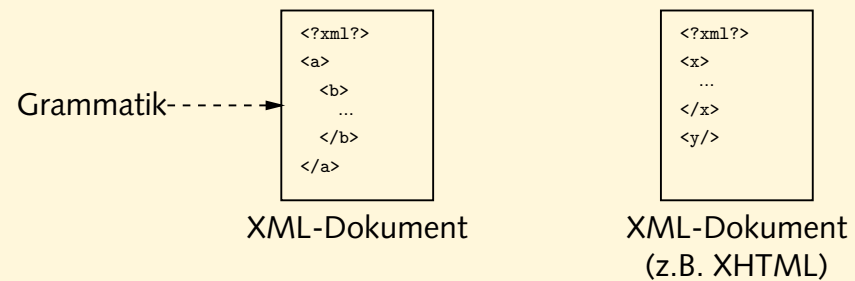 Grammatik
<?xml?>
<a>
<b>
...
</b>
</a>
XML-Dokument
<?xml?>
<x>
...
</x>
<y/>
XML-Dokument
(z.B. XHTML)